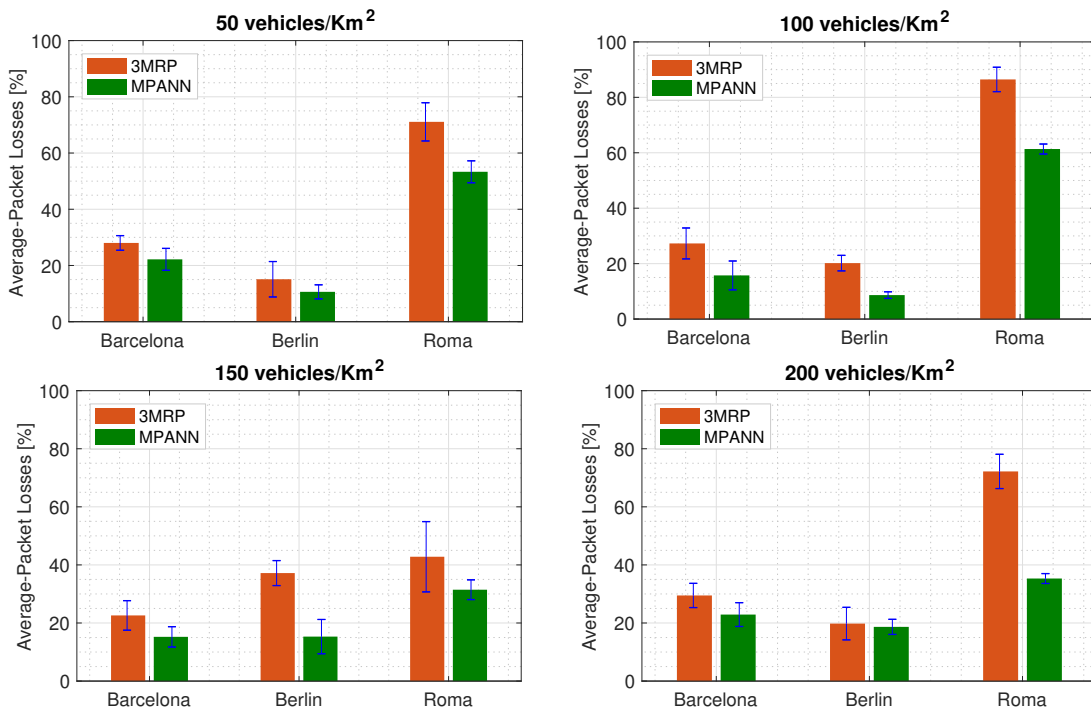 50 vehicles/Km²
Average-Packet Losses [%]
100
80
60
40
20
0
3MRP
MPANN
Barcelona Berlin Roma
100 vehicles/Km²
Average-Packet Losses [%]
100
80
60
40
20
0
3MRP
MPANN
Barcelona Berlin Roma
150 vehicles/Km²
Average-Packet Losses [%]
100
80
60
40
20
0
3MRP
MPANN
Barcelona Berlin Roma
200 vehicles/Km²
Average-Packet Losses [%]
100
80
60
40
20
0
3MRP
MPANN
Barcelona Berlin Roma